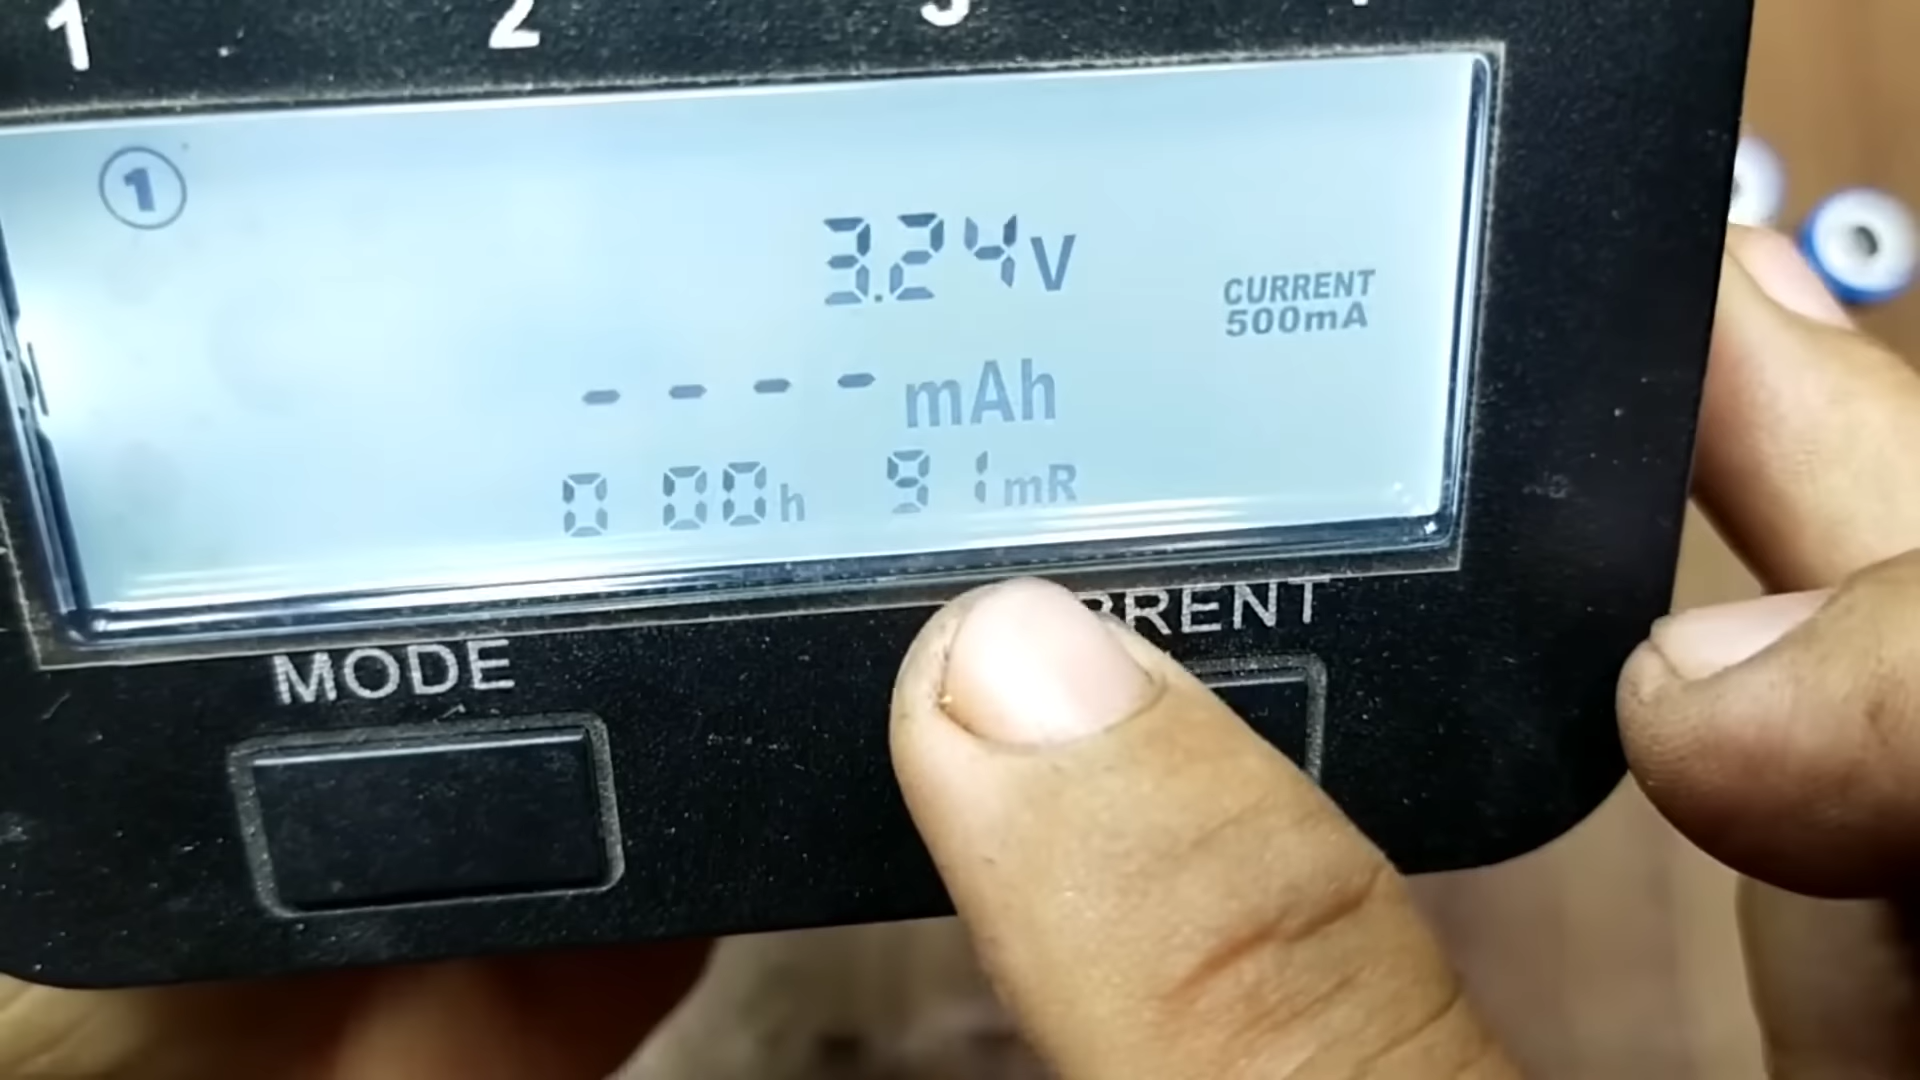 1 2 3
1
3.24V
CURRENT
500mA
- - - - mAh
0 00h 91mR
MODE
RRENT